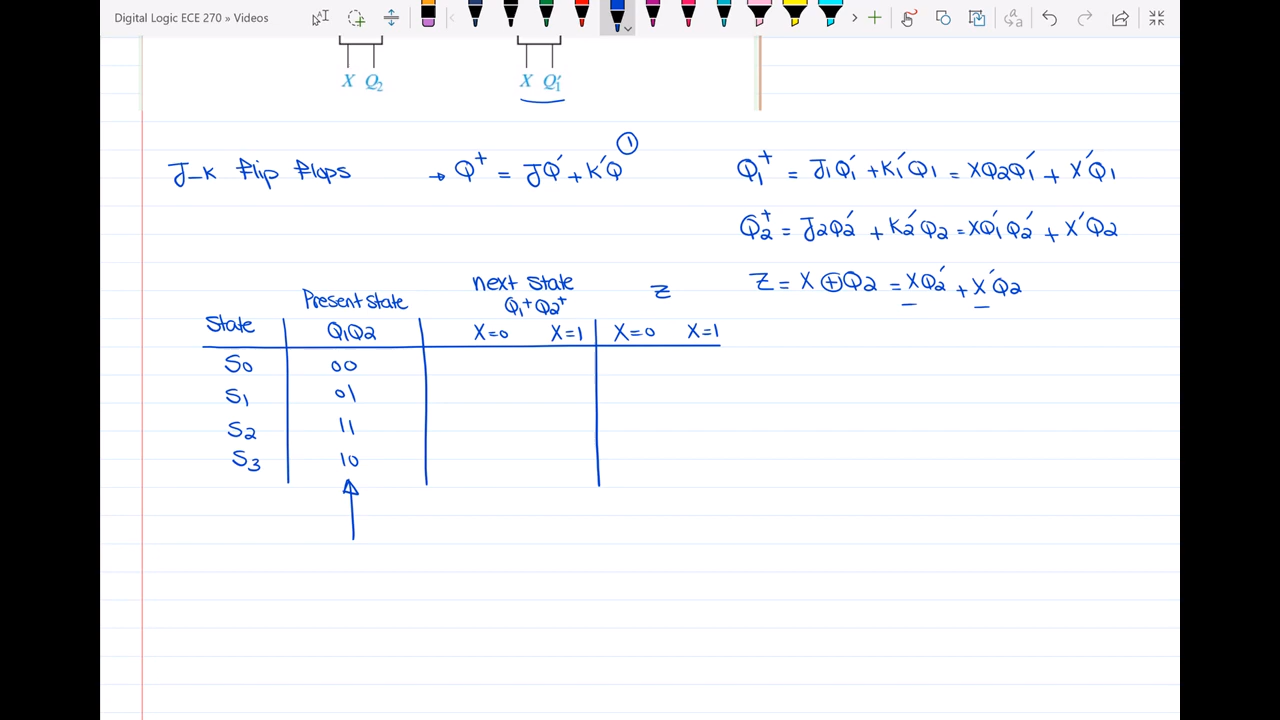 Digital Logic ECE 270 » Videos
X Q₂ X Q₁′
J-K flip flops → Q⁺ = JQ′ + K′Q ①
Q₁⁺ = J₁Q₁′ + K₁′Q₁ = XQ₂Q₁′ + X′Q₁
Q₂⁺ = J₂Q₂′ + K₂′Q₂ = XQ₁′Q₂′ + X′Q₂
Z = X ⊕ Q₂ = XQ₂′ + X′Q₂
State Present state next state Z
Q₁Q₂ Q₁⁺Q₂⁺
X=0 X=1 X=0 X=1
S₀ 00
S₁ 01
S₂ 11
S₃ 10